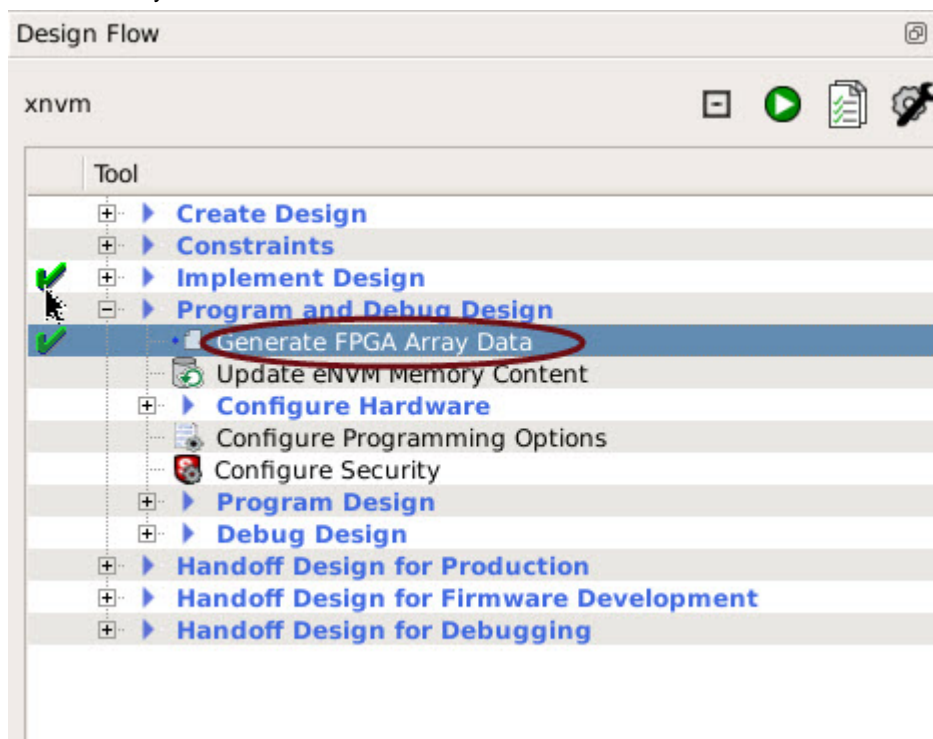 Design Flow
xnvm
Tool
Create Design
Constraints
Implement Design
Program and Debug Design
Generate FPGA Array Data
Update eNVM Memory Content
Configure Hardware
Configure Programming Options
Configure Security
Program Design
Debug Design
Handoff Design for Production
Handoff Design for Firmware Development
Handoff Design for Debugging